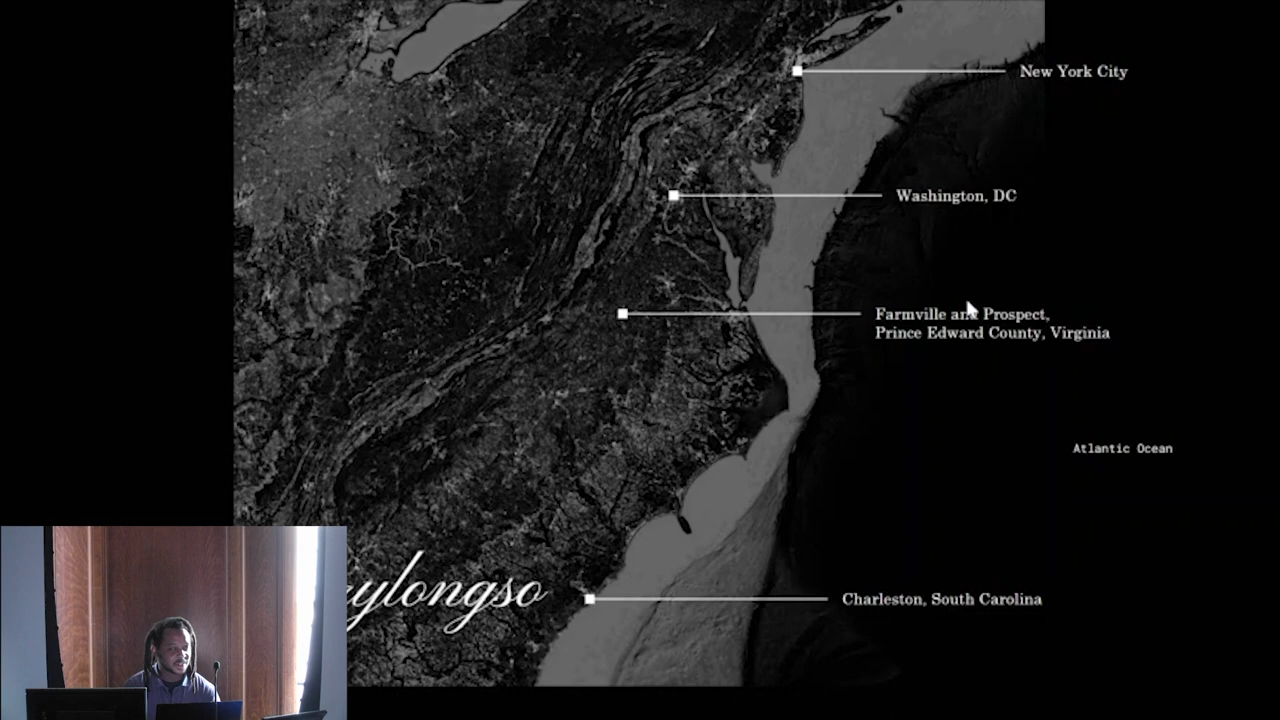 New York City
Washington, DC
Farmville and Prospect,
Prince Edward County, Virginia
Atlantic Ocean
Charleston, South Carolina